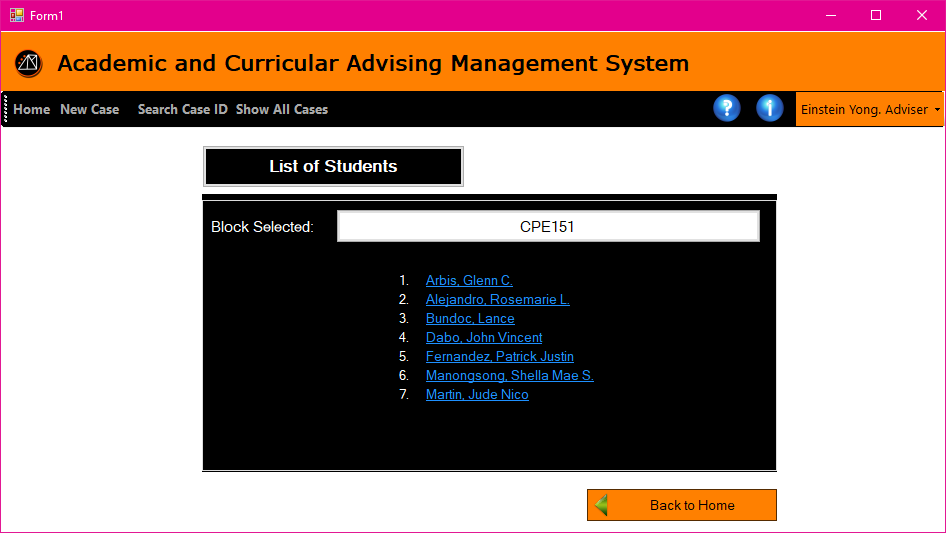 Form1
Academic and Curricular Advising Management System
Home New Case Search Case ID Show All Cases ? i Einstein Yong. Adviser
List of Students
Block Selected: CPE151
1. Arbis, Glenn C.
2. Alejandro, Rosemarie L.
3. Bundoc, Lance
4. Dabo, John Vincent
5. Fernandez, Patrick Justin
6. Manongsong, Shella Mae S.
7. Martin, Jude Nico
Back to Home